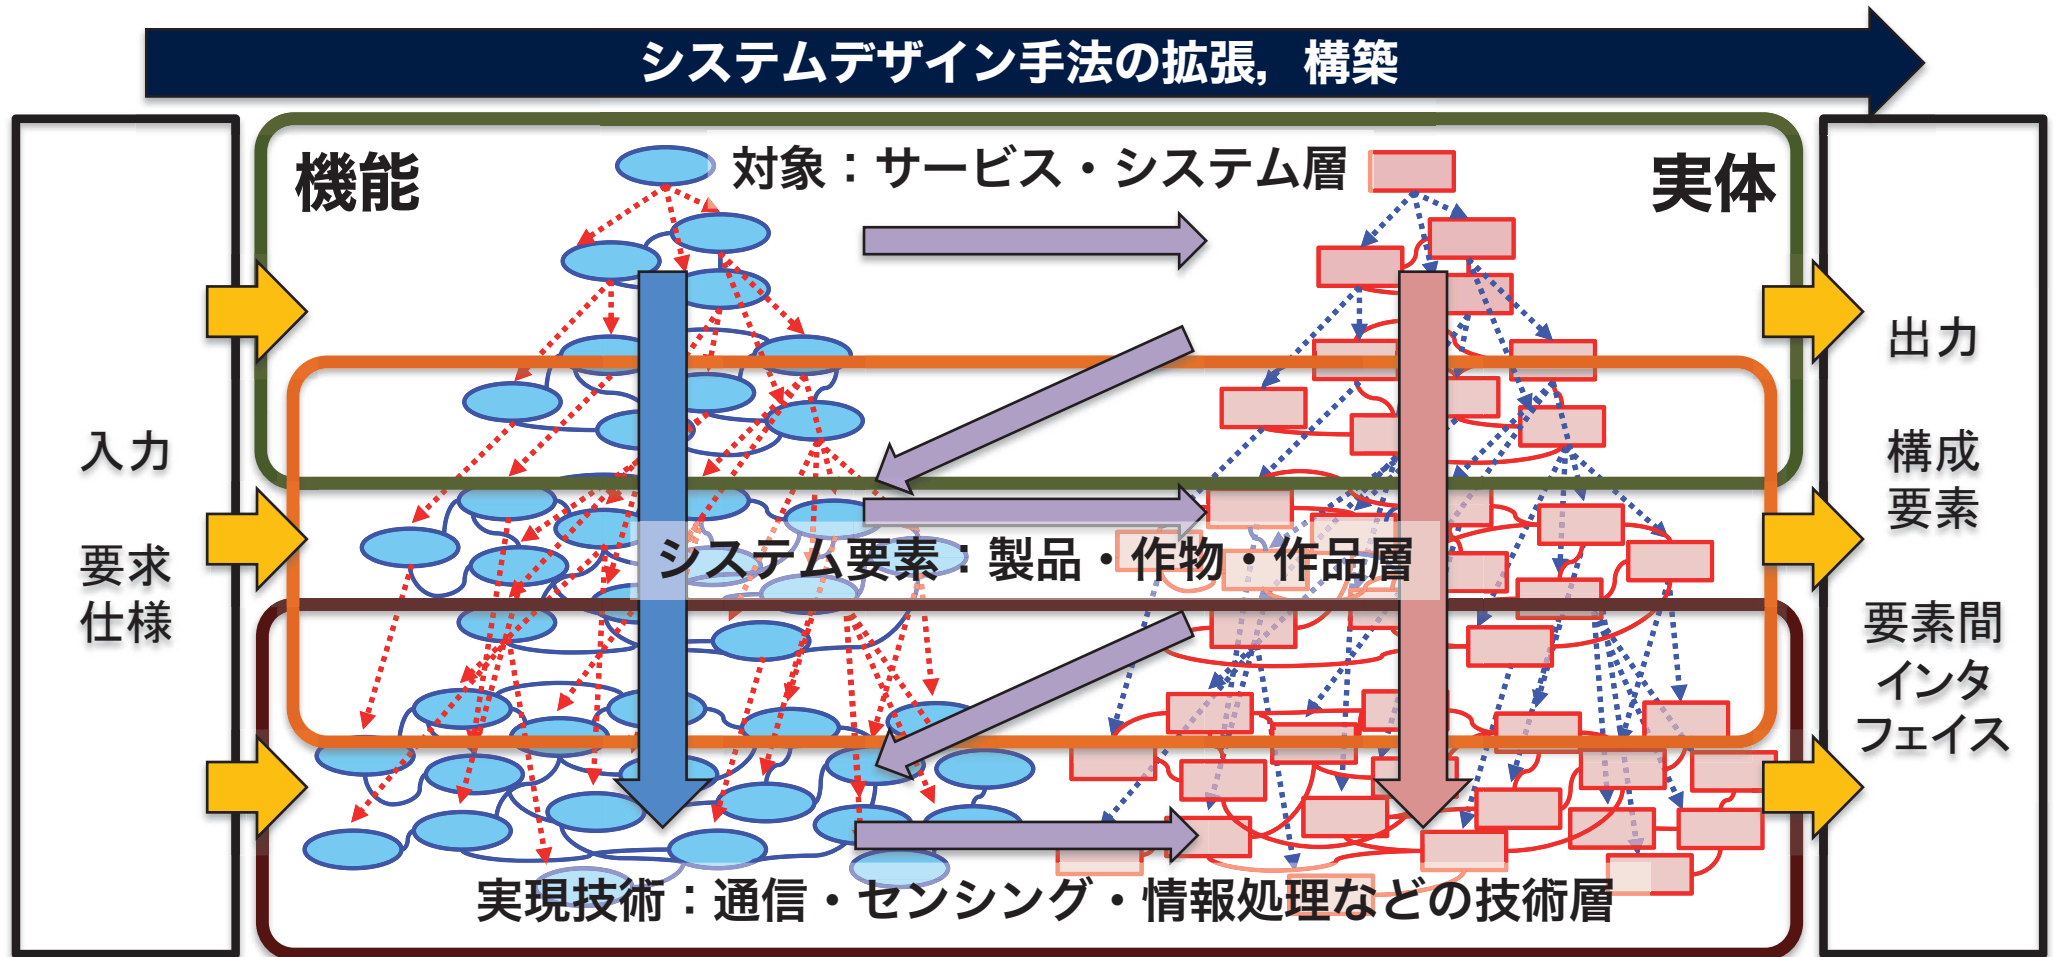 システムデザイン手法の拡張，構築
機能
対象：サービス・システム層
実体
入力
要求
仕様
システム要素：製品・作物・作品層
出力
構成
要素
要素間
インタ
フェイス
実現技術：通信・センシング・情報処理などの技術層